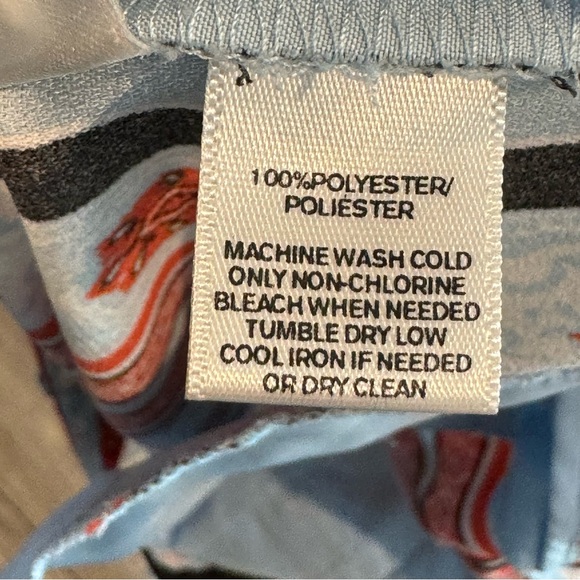 100%POLYESTER/
POLIÉSTER
MACHINE WASH COLD
ONLY NON-CHLORINE
BLEACH WHEN NEEDED
TUMBLE DRY LOW
COOL IRON IF NEEDED
OR DRY CLEAN